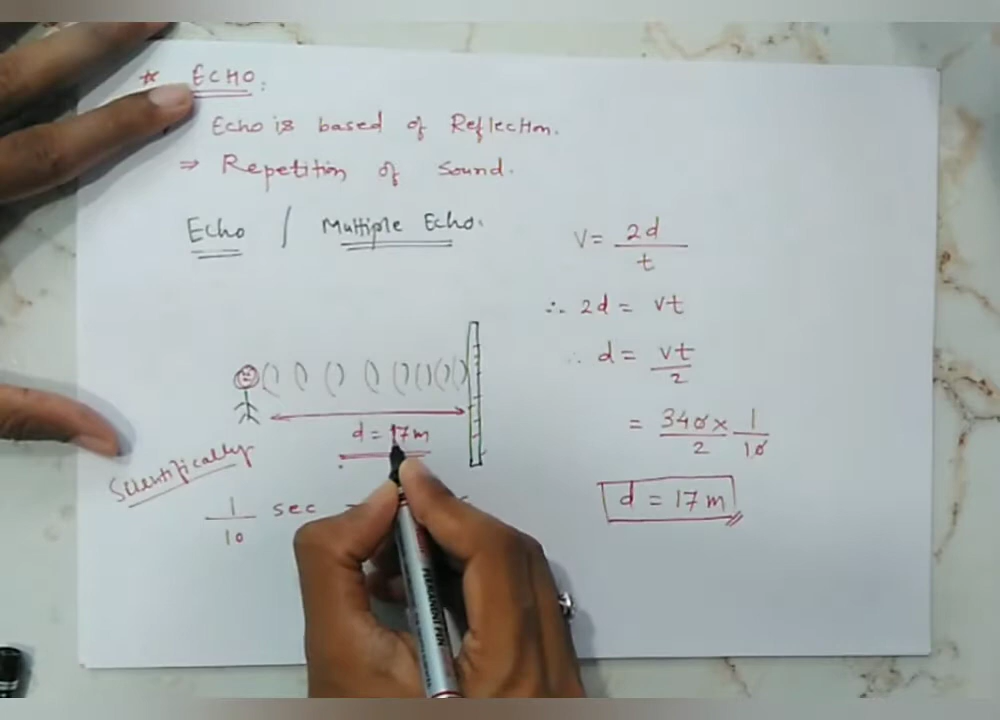 * ECHO.
Echo is based of Reflection.
⇒ Repetition of Sound.
Echo / Multiple Echo.
d = 17m
Scientifically
1/10 sec
V = 2d/t
∴ 2d = vt
∴ d = vt/2
= 340/2 × 1/10
d = 17m